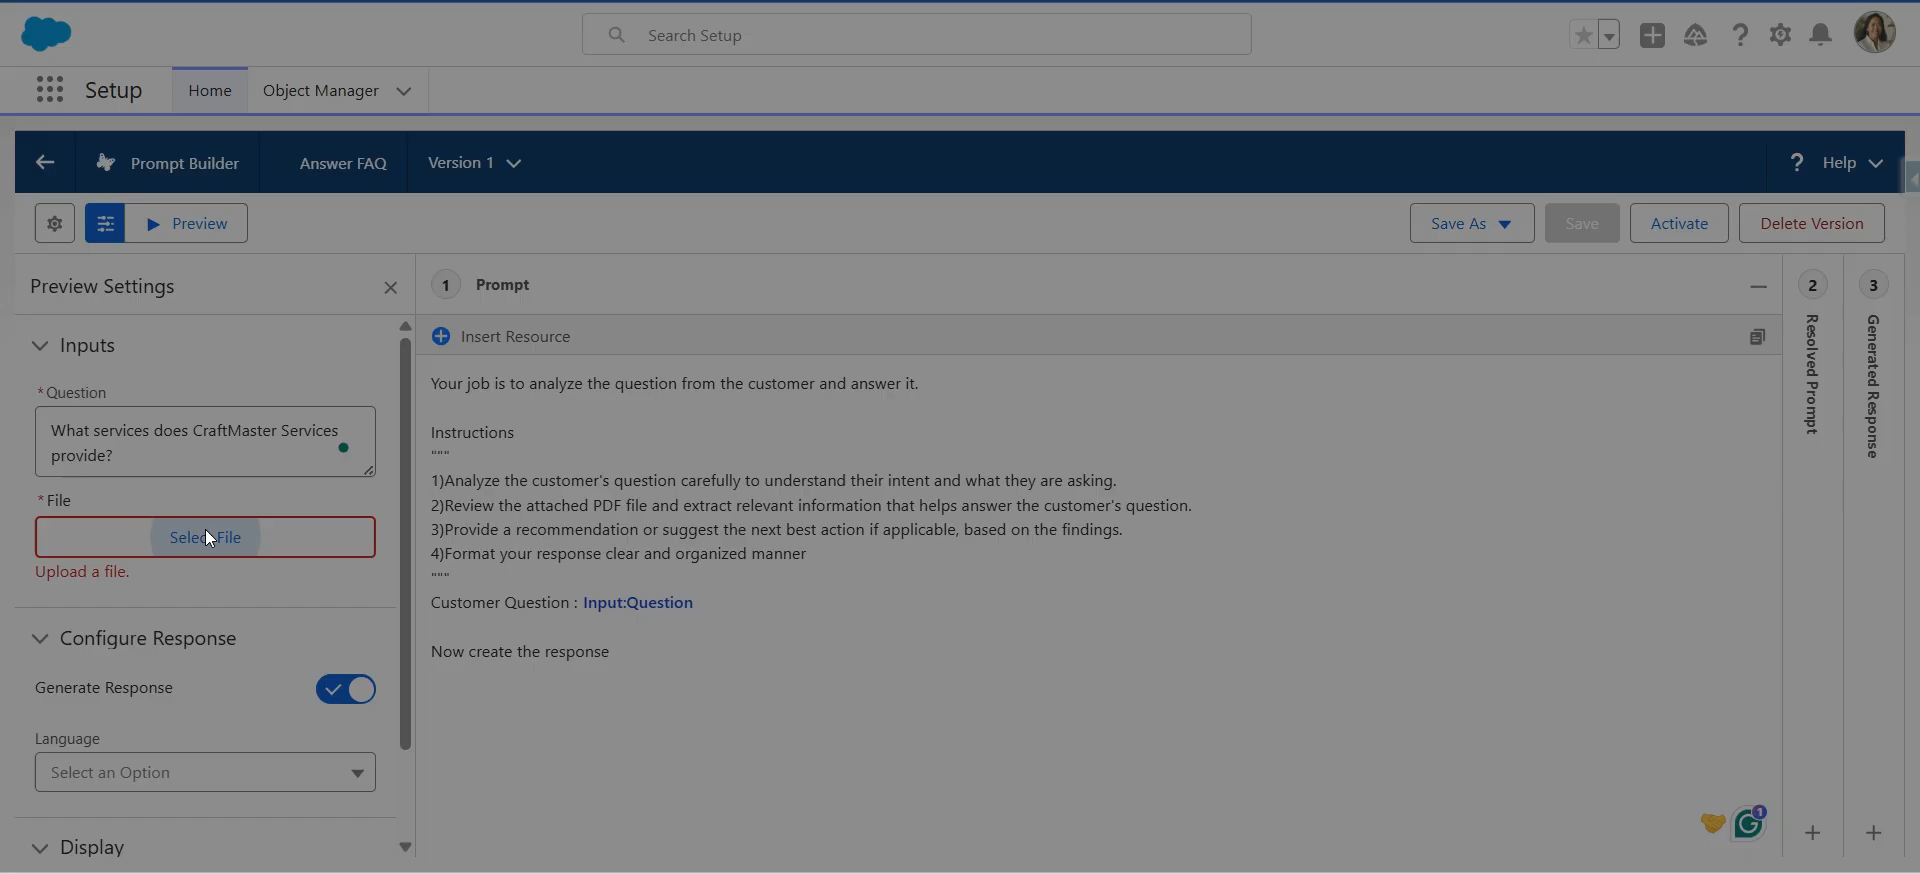 Search Setup
Setup
Home
Object Manager
Prompt Builder
Answer FAQ
Version 1
? Help
Preview
Save As
Save
Activate
Delete Version
Preview Settings
Inputs
* Question
What services does CraftMaster Services
provide?
* File
Select File
Upload a file.
Configure Response
Generate Response
Language
Select an Option
Display
1 Prompt
Insert Resource
Your job is to analyze the question from the customer and answer it.
Instructions
"""
1)Analyze the customer's question carefully to understand their intent and what they are asking.
2)Review the attached PDF file and extract relevant information that helps answer the customer's question.
3)Provide a recommendation or suggest the next best action if applicable, based on the findings.
4)Format your response clear and organized manner
"""
Customer Question : Input:Question
Now create the response
G 1
2
Resolved Prompt
3
Generated Response